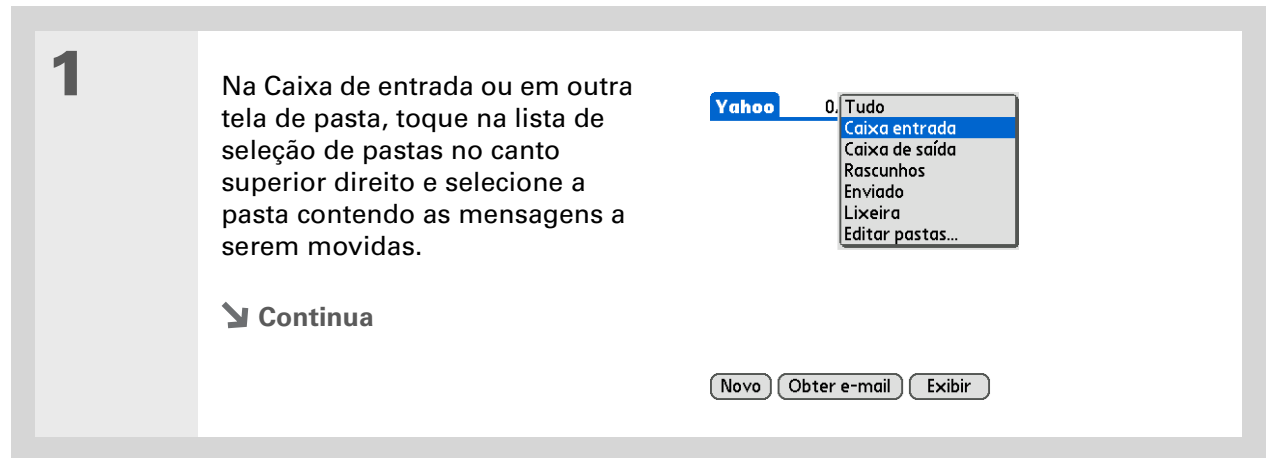 1
Na Caixa de entrada ou em outra
tela de pasta, toque na lista de
seleção de pastas no canto
superior direito e selecione a
pasta contendo as mensagens a
serem movidas.
Continua
Yahoo 0,
Tudo
Caixa entrada
Caixa de saída
Rascunhos
Enviado
Lixeira
Editar pastas...
Novo Obter e-mail Exibir